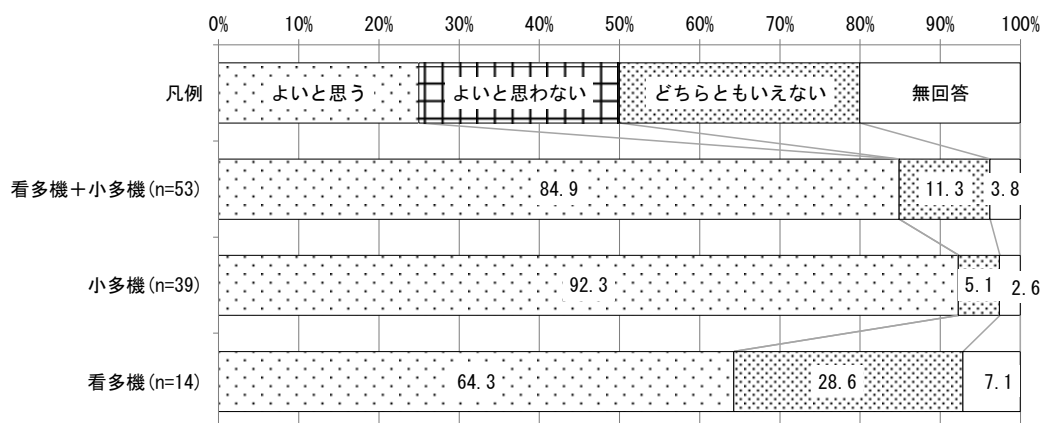 0% 10% 20% 30% 40% 50% 60% 70% 80% 90% 100%
凡例 よいと思う よいと思わない どちらともいえない 無回答
看多機＋小多機(n=53) 84.9 11.3 3.8
小多機(n=39) 92.3 5.1 2.6
看多機(n=14) 64.3 28.6 7.1